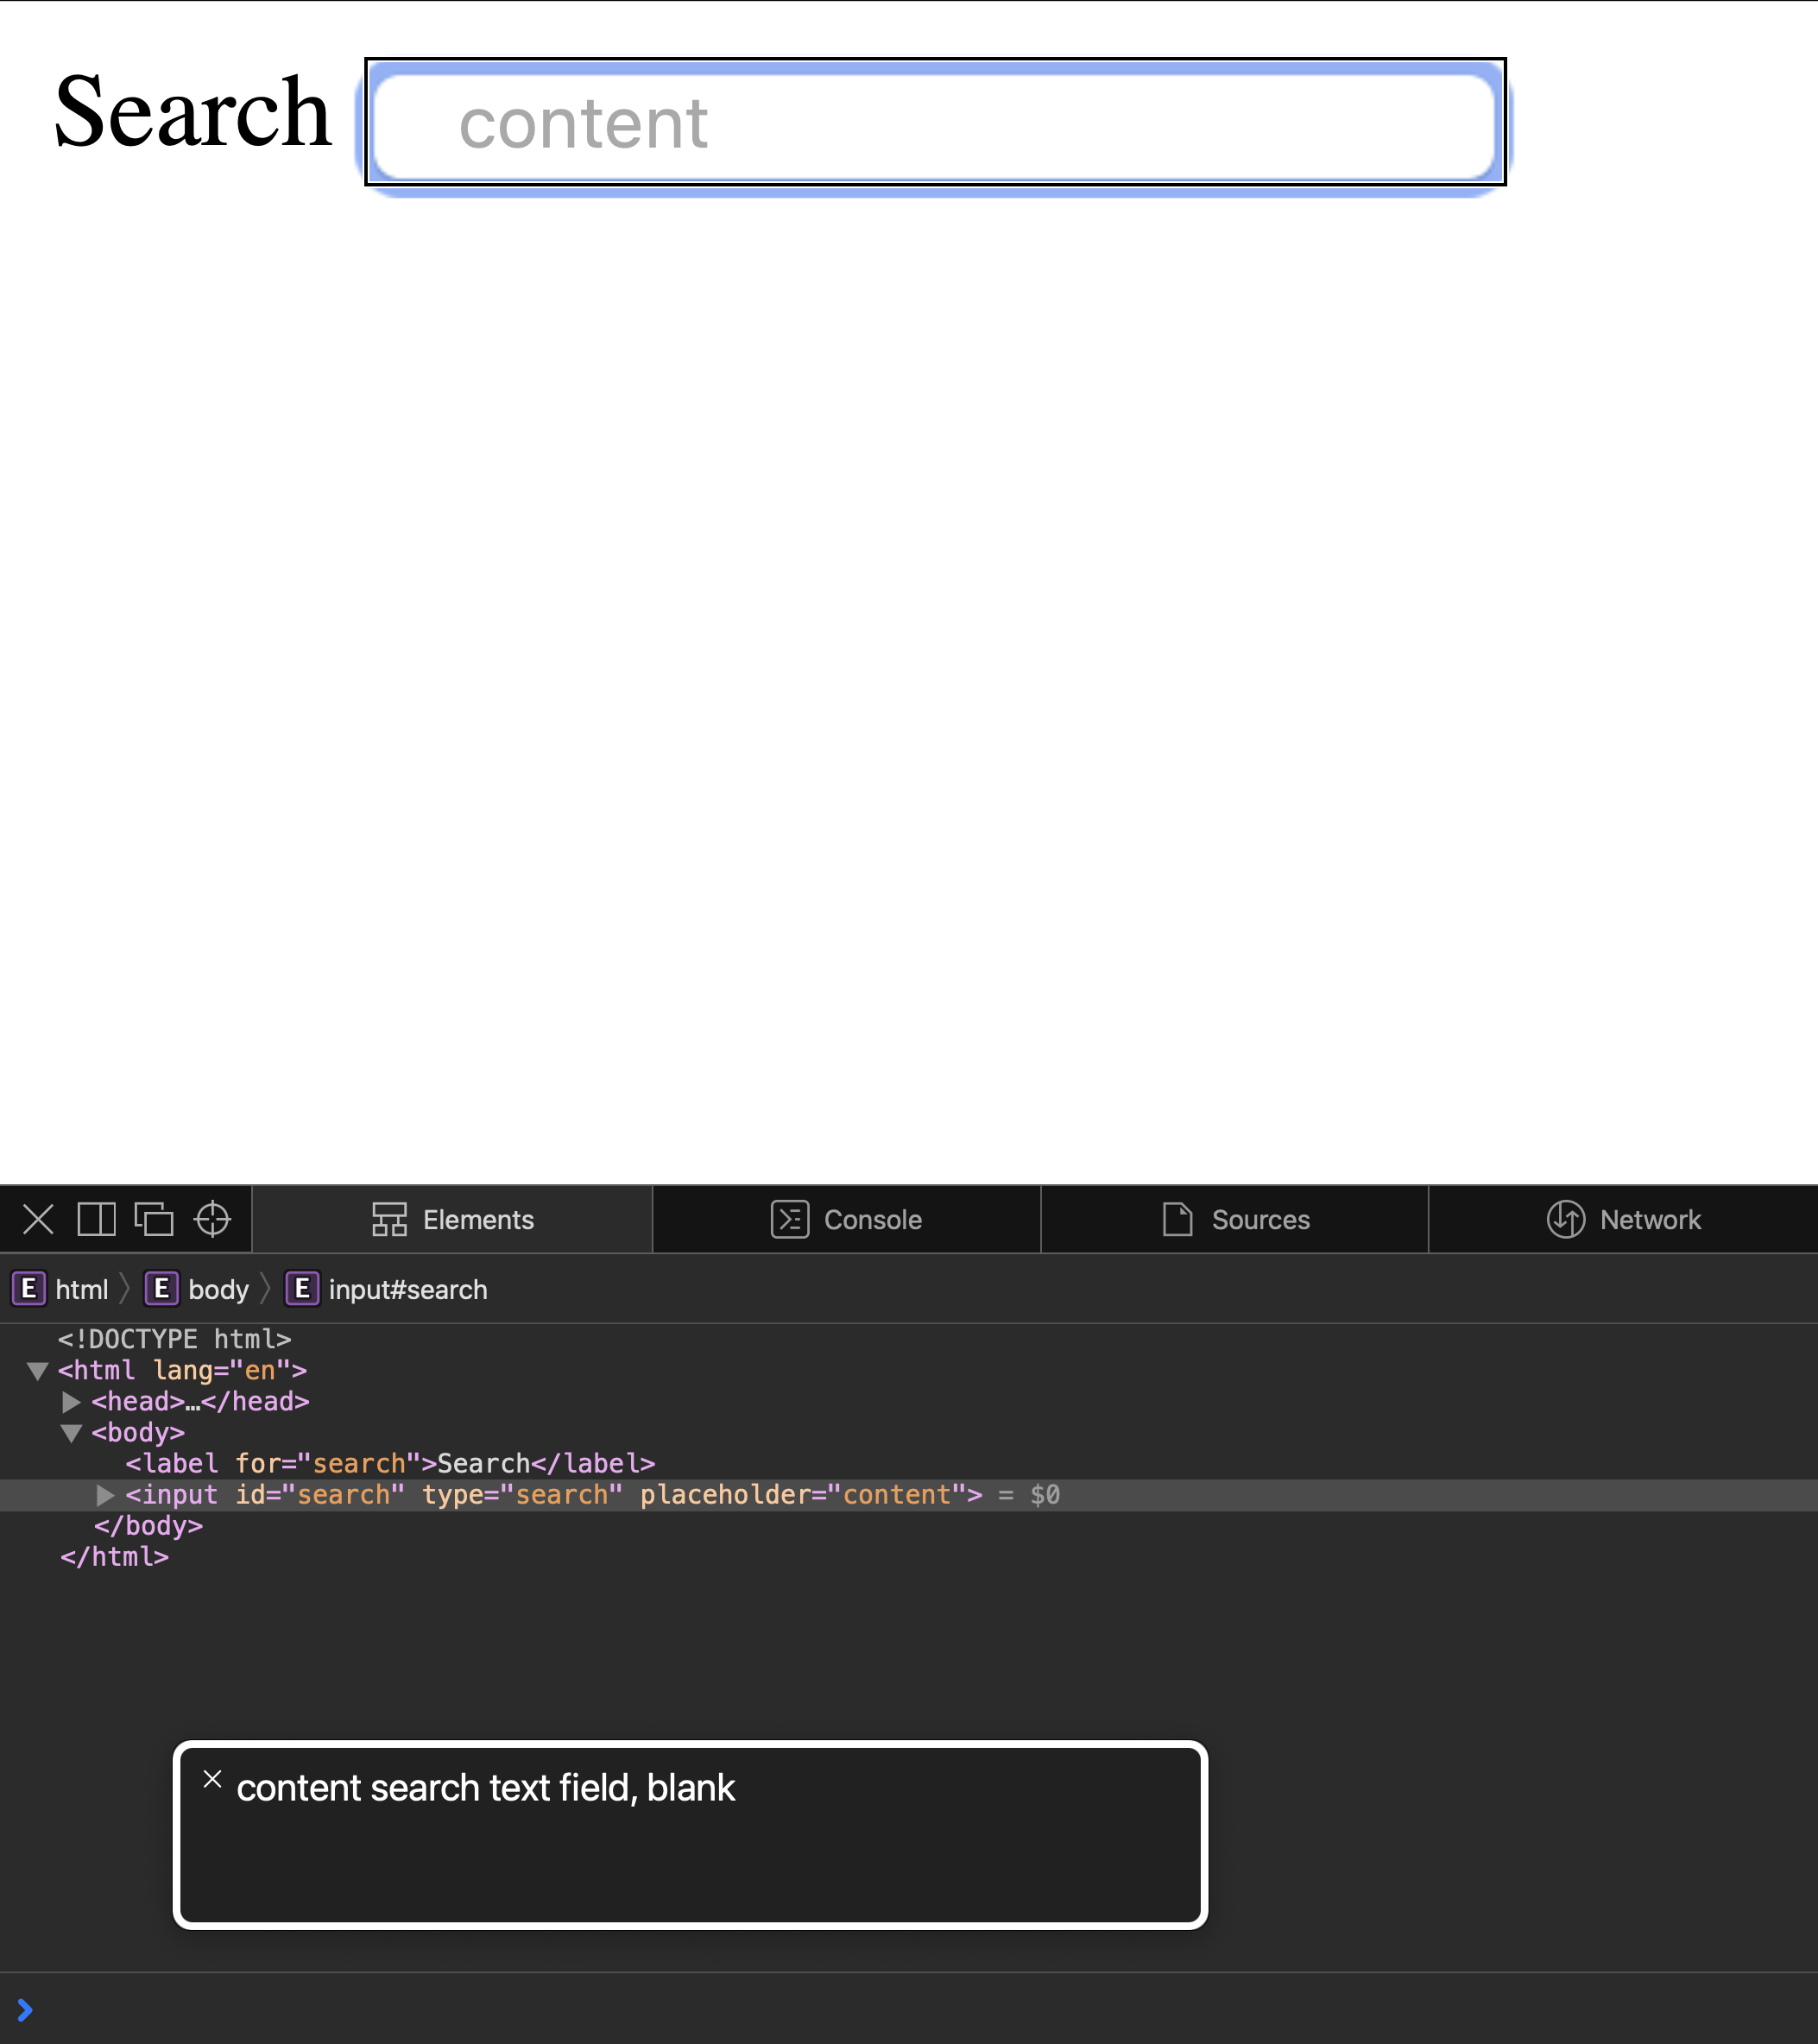 Search content
Elements Console Sources Network
E html E body E input#search
<!DOCTYPE html>
<html lang="en">
<head>…</head>
<body>
<label for="search">Search</label>
<input id="search" type="search" placeholder="content"> = $0
</body>
</html>
content search text field, blank